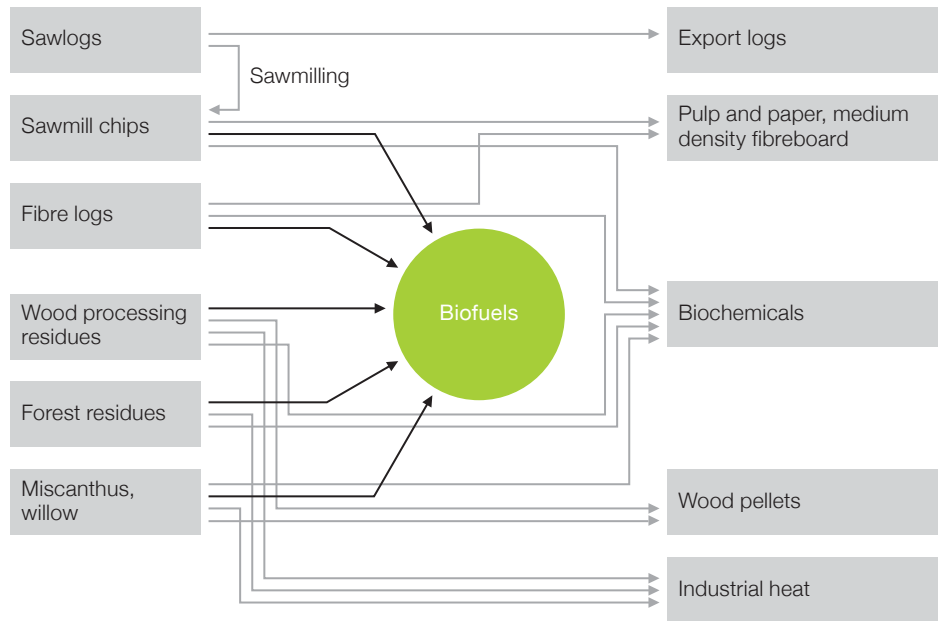 Sawlogs
Export logs
Sawmilling
Sawmill chips
Pulp and paper, medium
density fibreboard
Fibre logs
Wood processing
residues
Biofuels
Biochemicals
Forest residues
Miscanthus,
willow
Wood pellets
Industrial heat